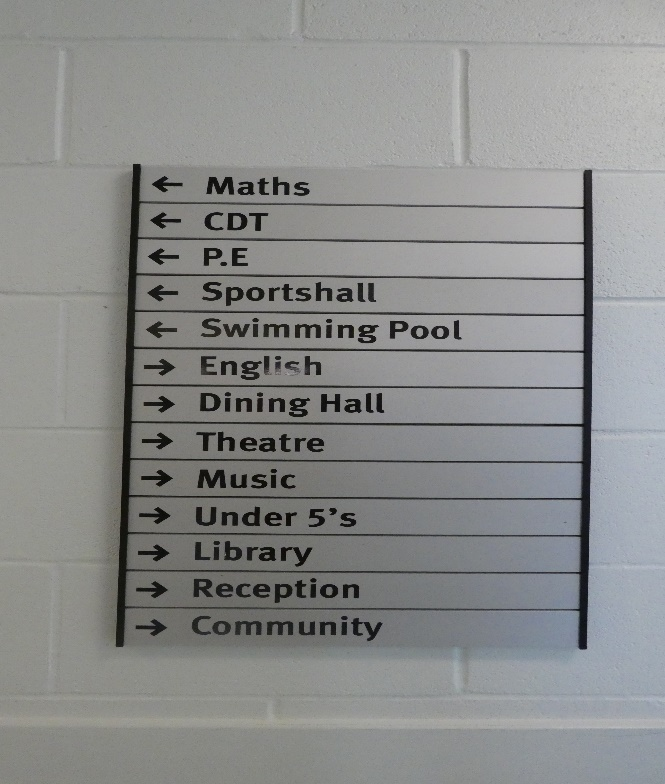 ← Maths
← CDT
← P.E
← Sportshall
← Swimming Pool
→ English
→ Dining Hall
→ Theatre
→ Music
→ Under 5's
→ Library
→ Reception
→ Community